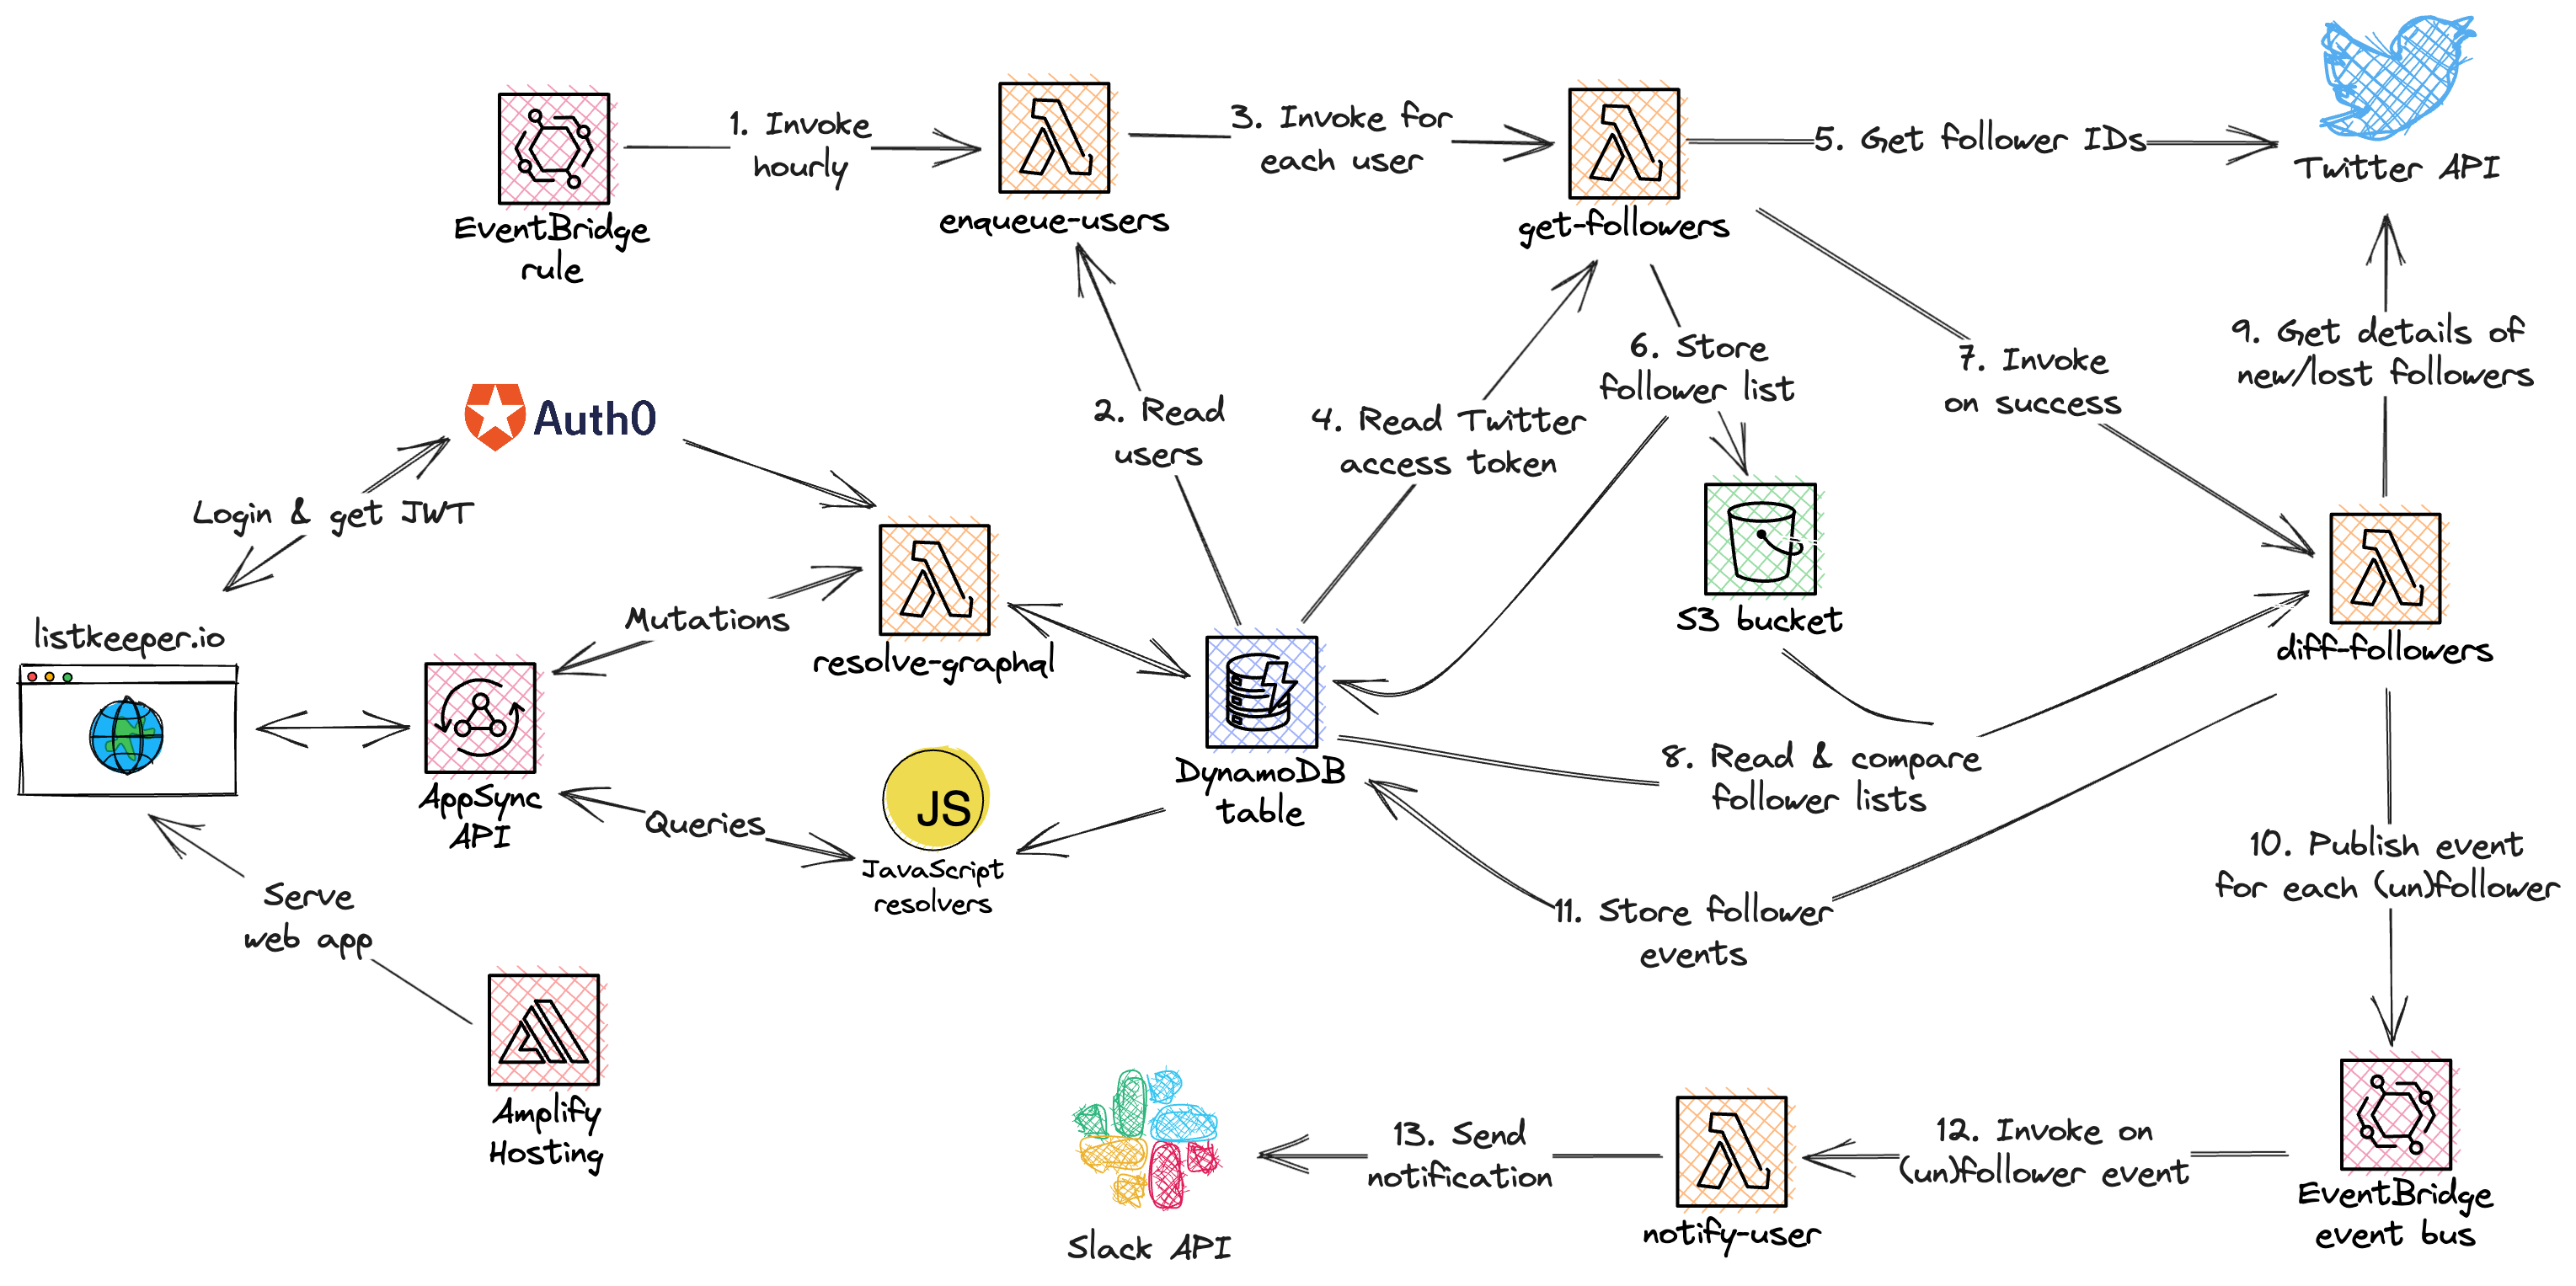 1. Invoke
hourly
EventBridge
rule
enqueue-users
3. Invoke for
each user
get-followers
5. Get follower IDs
Twitter API
2. Read
users
4. Read Twitter
access token
6. Store
follower list
7. Invoke
on success
9. Get details of
new/lost followers
Auth0
Login & get JWT
listkeeper.io
Mutations
resolve-graphql
S3 bucket
diff-followers
AppSync
API
Queries
JS
JavaScript
resolvers
DynamoDB
table
8. Read & compare
follower lists
10. Publish event
for each (un)follower
11. Store follower
events
Serve
web app
Amplify
Hosting
Slack API
13. Send
notification
notify-user
12. Invoke on
(un)follower event
EventBridge
event bus